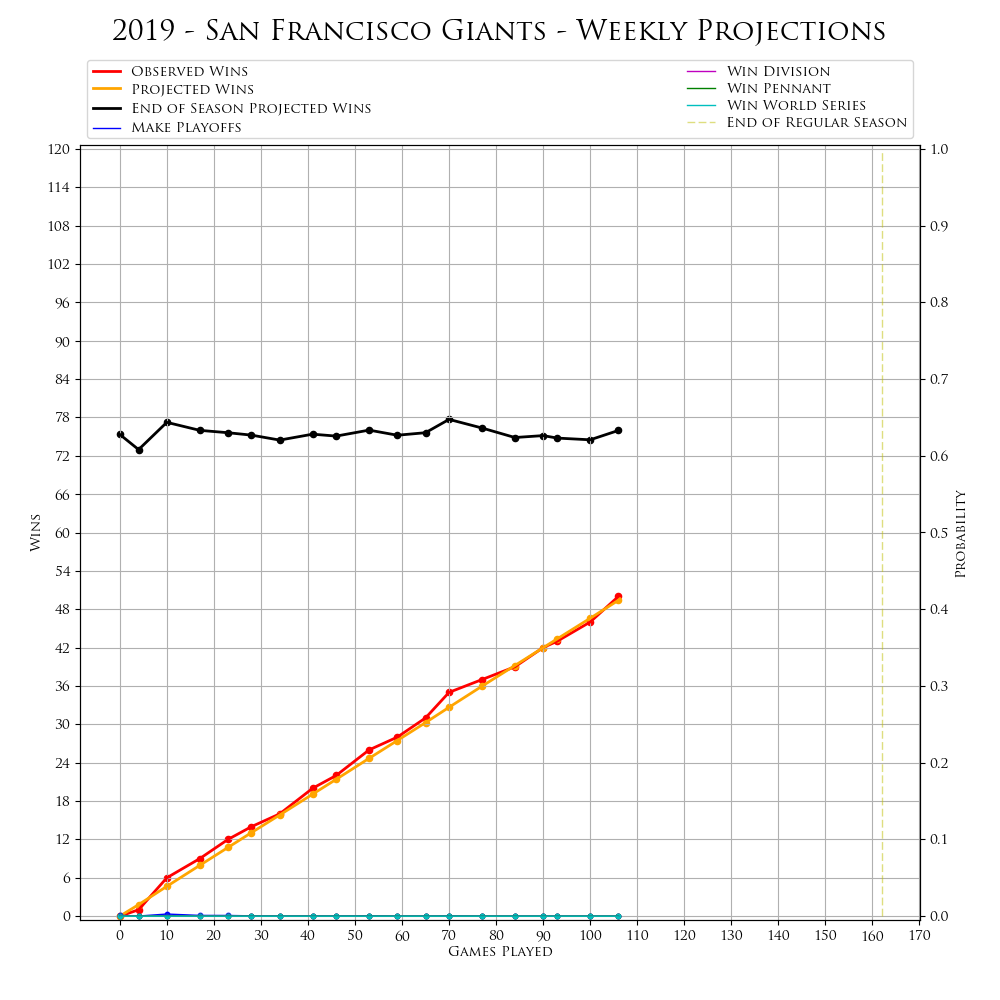 2019 - San Francisco Giants - Weekly Projections
Observed Wins
Projected Wins
End of Season Projected Wins
Make Playoffs
Win Division
Win Pennant
Win World Series
End of Regular Season
120
114
108
102
96
90
84
78
72
66
60
54
48
42
36
30
24
18
12
6
0
Wins
1.0
0.9
0.8
0.7
0.6
0.5
0.4
0.3
0.2
0.1
0.0
Probability
0 10 20 30 40 50 60 70 80 90 100 110 120 130 140 150 160 170
Games Played